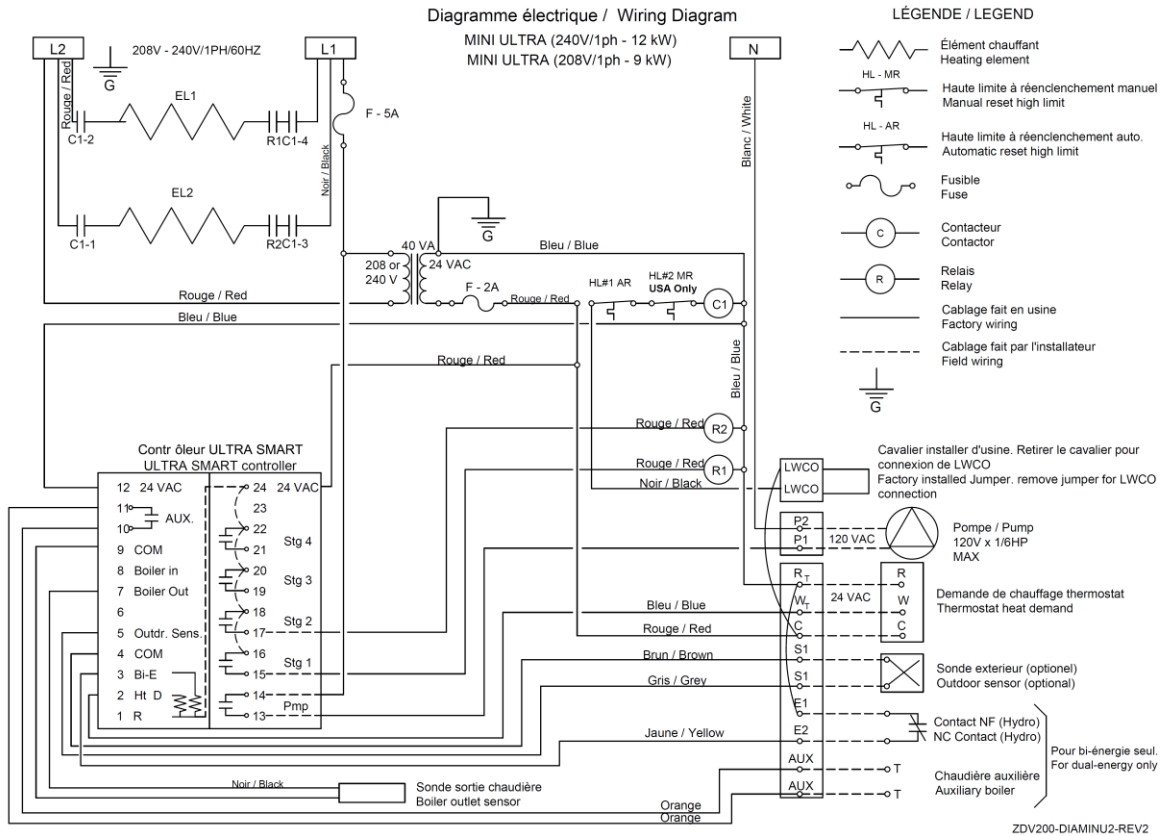 Diagramme électrique / Wiring Diagram
MINI ULTRA (240V/1ph - 12 kW)
MINI ULTRA (208V/1ph - 9 kW)
L2
208V - 240V/1PH/60HZ
L1
N
G
Rouge / Red
EL1
C1-2
R1C1-4
F - 5A
Noir / Black
Blanc / White
EL2
C1-1
R2C1-3
G
40 VA
208 or
240 V
24 VAC
Bleu / Blue
F - 2A
Rouge / Red
HL#1 AR
HL#2 MR
USA Only
C1
Rouge / Red
Bleu / Blue
Rouge / Red
Bleu / Blue
Rouge / Red
R2
Rouge / Red
R1
Noir / Black
LÉGENDE / LEGEND
Élément chauffant
Heating element
HL - MR
Haute limite à réenclenchement manuel
Manual reset high limit
HL - AR
Haute limite à réenclenchement auto.
Automatic reset high limit
Fusible
Fuse
C
Contacteur
Contactor
R
Relais
Relay
Cablage fait en usine
Factory wiring
Cablage fait par l'installateur
Field wiring
G
Contr ôleur ULTRA SMART
ULTRA SMART controller
12 24 VAC
11
AUX.
10
9 COM
8 Boiler in
7 Boiler Out
6
5 Outdr. Sens.
4 COM
3 Bi-E
2 Ht D
1 R
24 24 VAC
23
22
Stg 4
21
20
Stg 3
19
18
Stg 2
17
16
Stg 1
15
14
Pmp
13
LWCO
LWCO
Cavalier installer d'usine. Retirer le cavalier pour
connexion de LWCO
Factory installed Jumper. remove jumper for LWCO
connection
P2
P1
120 VAC
Pompe / Pump
120V x 1/6HP
MAX
RT
WT
C
24 VAC
R
W
C
Demande de chauffage thermostat
Thermostat heat demand
Bleu / Blue
Rouge / Red
Brun / Brown
S1
Gris / Grey
S1
Sonde exterieur (optionel)
Outdoor sensor (optional)
E1
Jaune / Yellow
E2
Contact NF (Hydro)
NC Contact (Hydro)
AUX
T
AUX
T
Chaudière auxilière
Auxiliary boiler
Pour bi-énergie seul.
For dual-energy only
Noir / Black
Sonde sortie chaudière
Boiler outlet sensor
Orange
Orange
ZDV200-DIAMINU2-REV2